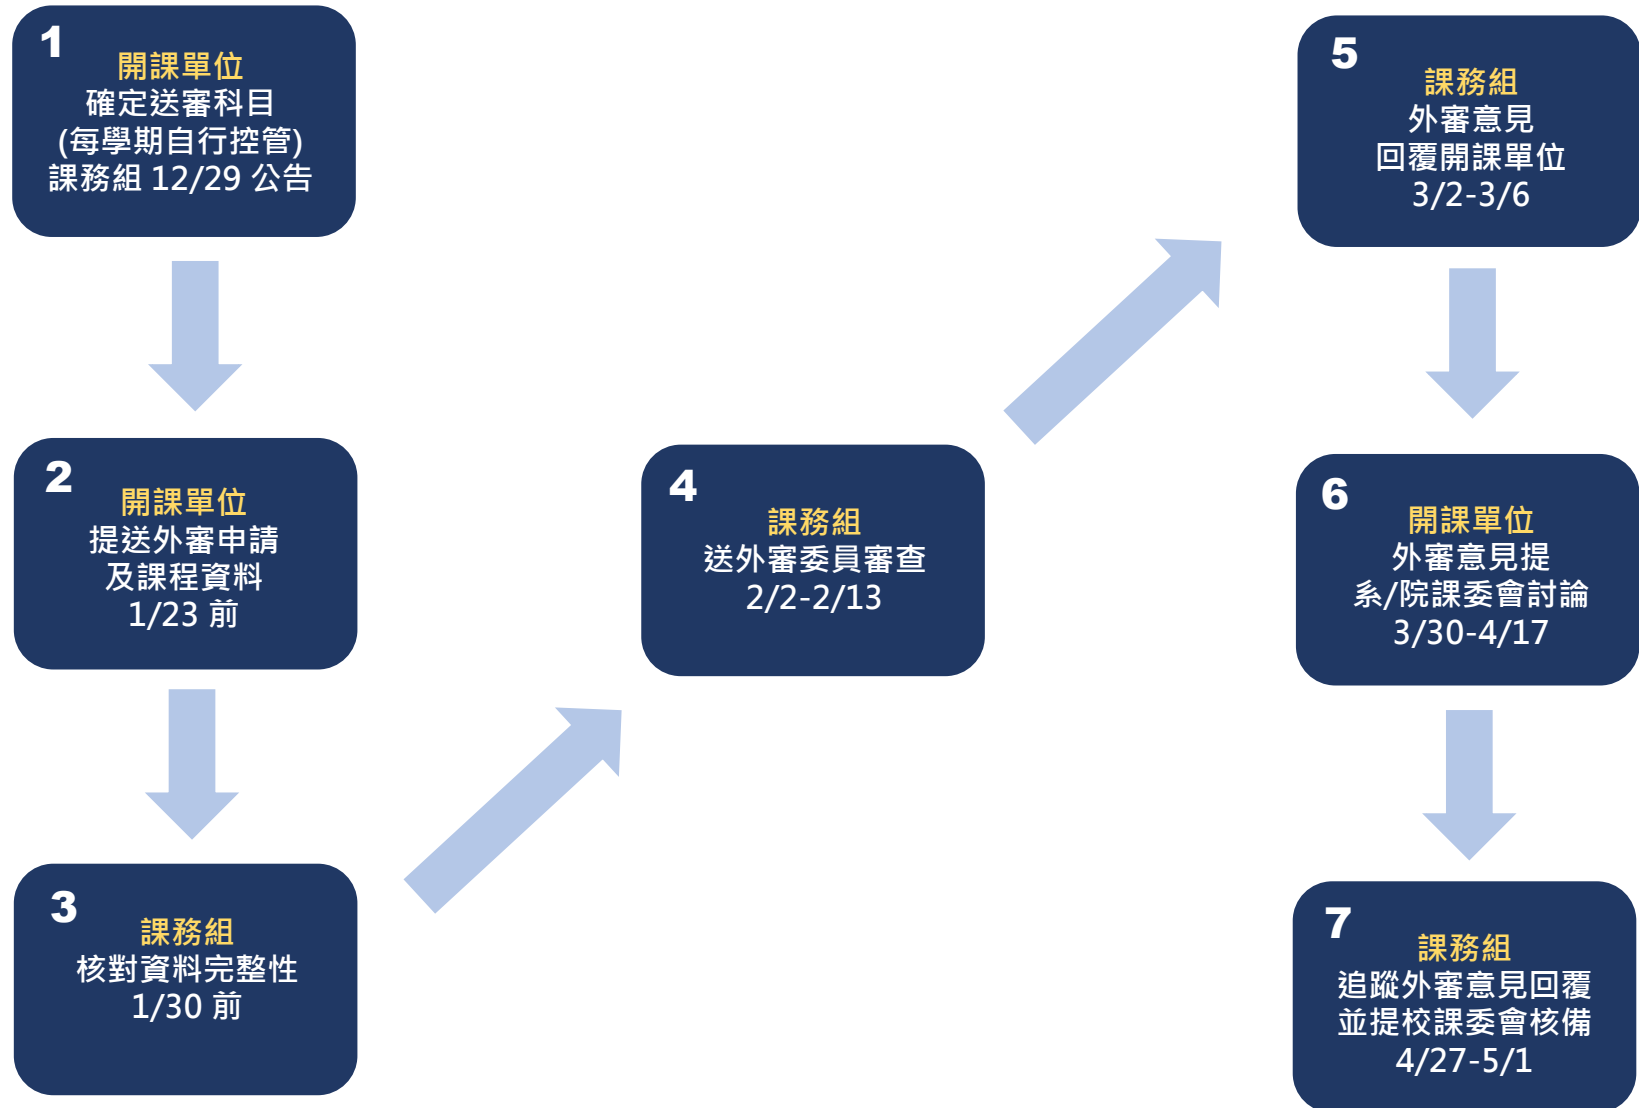 1
開課單位
確定送審科目
(每學期自行控管)
課務組 12/29 公告
2
開課單位
提送外審申請
及課程資料
1/23 前
3
課務組
核對資料完整性
1/30 前
4
課務組
送外審委員審查
2/2-2/13
5
課務組
外審意見
回覆開課單位
3/2-3/6
6
開課單位
外審意見提
系/院課委會討論
3/30-4/17
7
課務組
追蹤外審意見回覆
並提校課委會核備
4/27-5/1